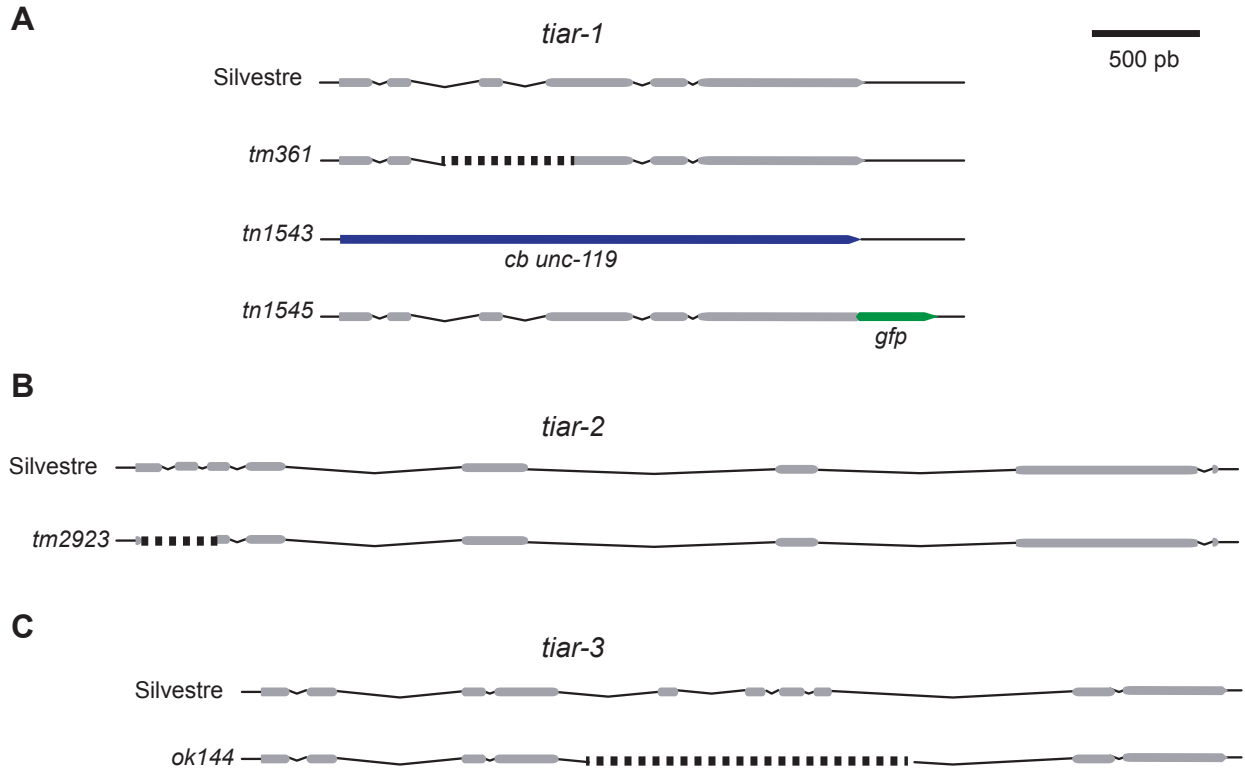 A
tiar-1
500 pb
Silvestre
tm361
tn1543
cb unc-119
tn1545
gfp
B
tiar-2
Silvestre
tm2923
C
tiar-3
Silvestre
ok144